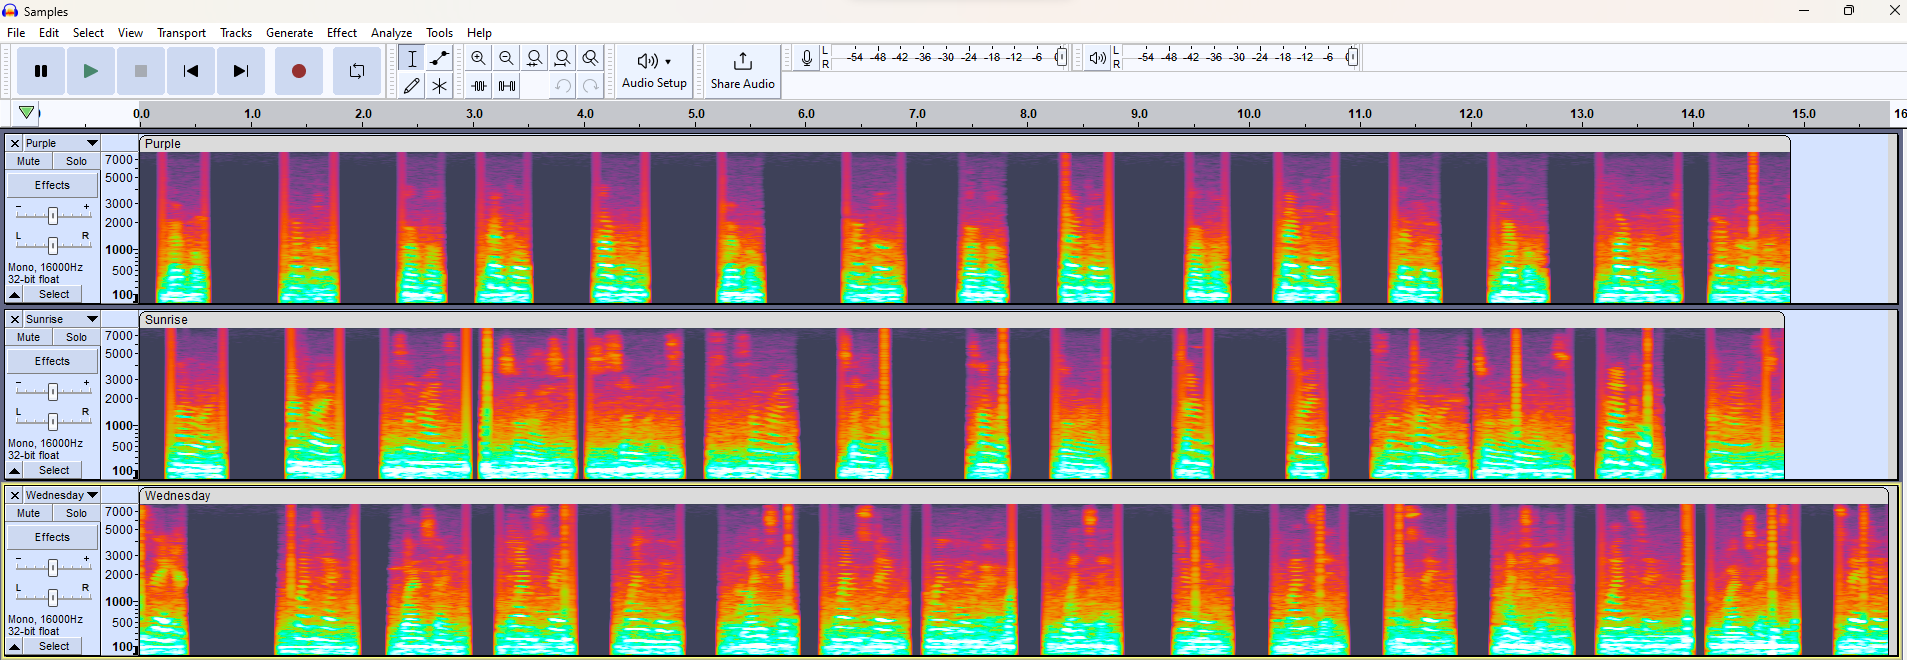 Samples
File Edit Select View Transport Tracks Generate Effect Analyze Tools Help
Audio Setup
Share Audio
L
R
-54 -48 -42 -36 -30 -24 -18 -12 -6
L
R
-54 -48 -42 -36 -30 -24 -18 -12 -6
0.0 1.0 2.0 3.0 4.0 5.0 6.0 7.0 8.0 9.0 10.0 11.0 12.0 13.0 14.0 15.0 16
Purple
Mute Solo
Effects
- +
L R
Mono, 16000Hz
32-bit float
Select
7000
5000
3000
2000
1000
500
100
Purple
Sunrise
Mute Solo
Effects
- +
L R
Mono, 16000Hz
32-bit float
Select
7000
5000
3000
2000
1000
500
100
Sunrise
Wednesday
Mute Solo
Effects
- +
L R
Mono, 16000Hz
32-bit float
Select
7000
5000
3000
2000
1000
500
100
Wednesday